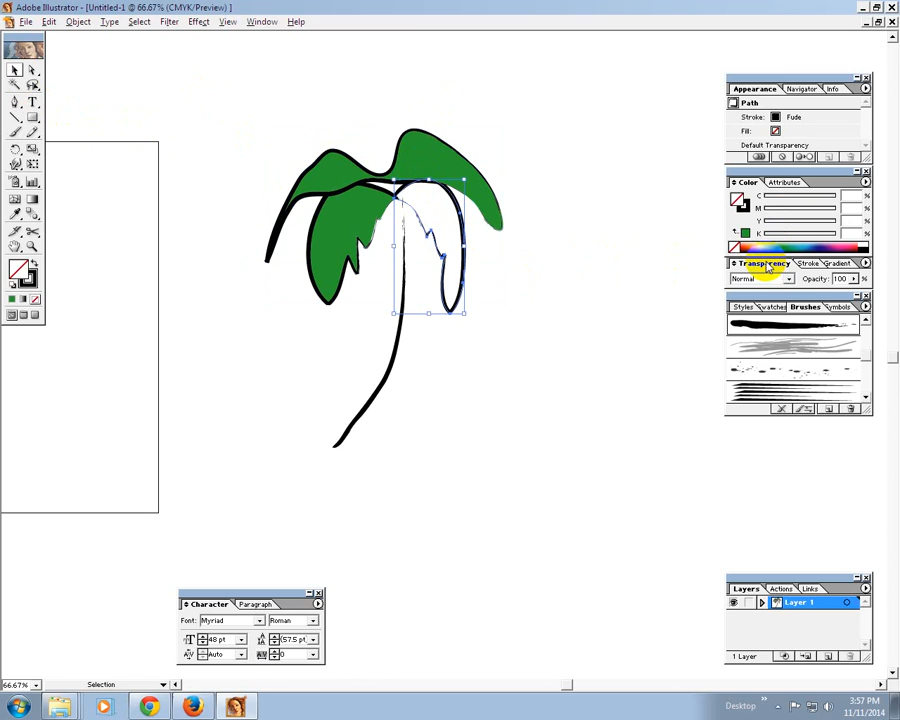 Adobe Illustrator - [Untitled-1 @ 66.67% (CMYK/Preview) ]
File Edit Object Type Select Filter Effect View Window Help
Appearance Navigator Info
Path
Stroke: Fude
Fill:
Default Transparency
Color Attributes
C %
M %
Y %
K %
Transparency Stroke Gradient
Normal Opacity: 100 %
Styles Swatches Brushes Symbols
Layers Actions Links
Layer 1
1 Layer
Character Paragraph
Font: Myriad Roman
48 pt (57.5 pt
Auto 0
66.67% Selection
Desktop
3:57 PM
11/11/2014